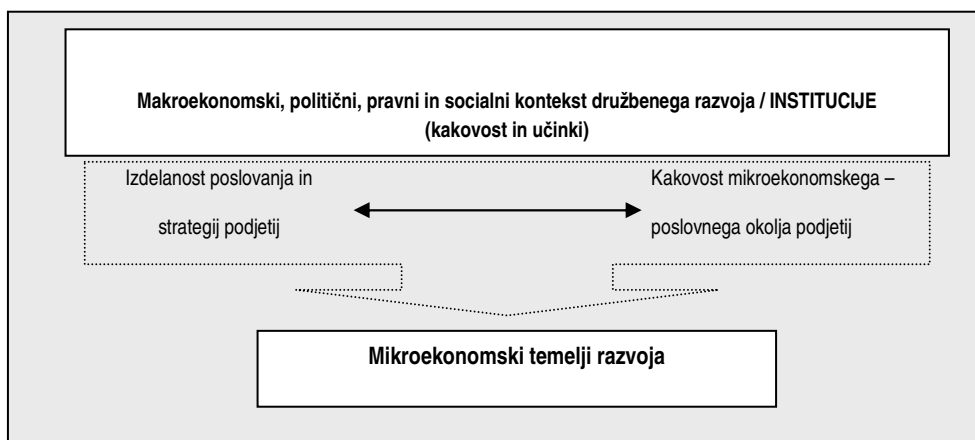 Makroekonomski, politični, pravni in socialni kontekst družbenega razvoja / INSTITUCIJE
(kakovost in učinki)
Izdelanost poslovanja in
strategij podjetij
Kakovost mikroekonomskega –
poslovnega okolja podjetij
Mikroekonomski temelji razvoja